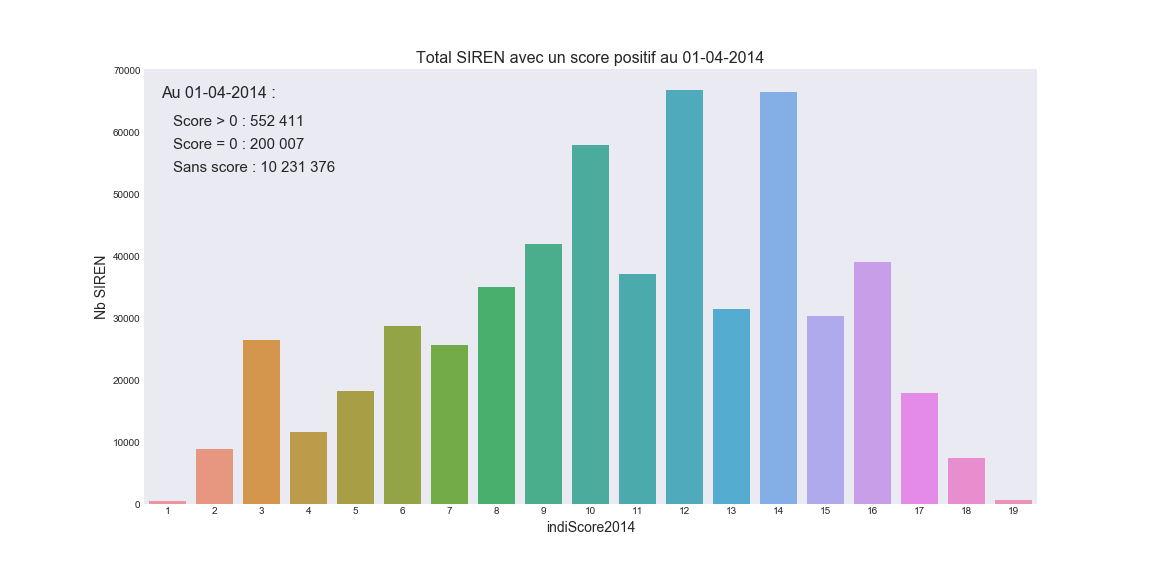 Total SIREN avec un score positif au 01-04-2014
70000
60000
50000
40000
30000
20000
10000
0
Nb SIREN
Au 01-04-2014 :
Score > 0 : 552 411
Score = 0 : 200 007
Sans score : 10 231 376
1 2 3 4 5 6 7 8 9 10 11 12 13 14 15 16 17 18 19
indiScore2014